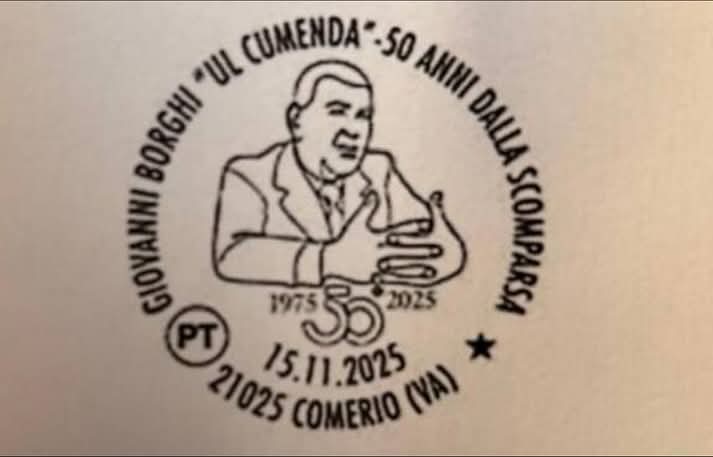 GIOVANNI BORGHI "UL CUMENDA"-50 ANNI DALLA SCOMPARSA
1975 50° 2025
PT
15.11.2025
21025 COMERIO (VA)